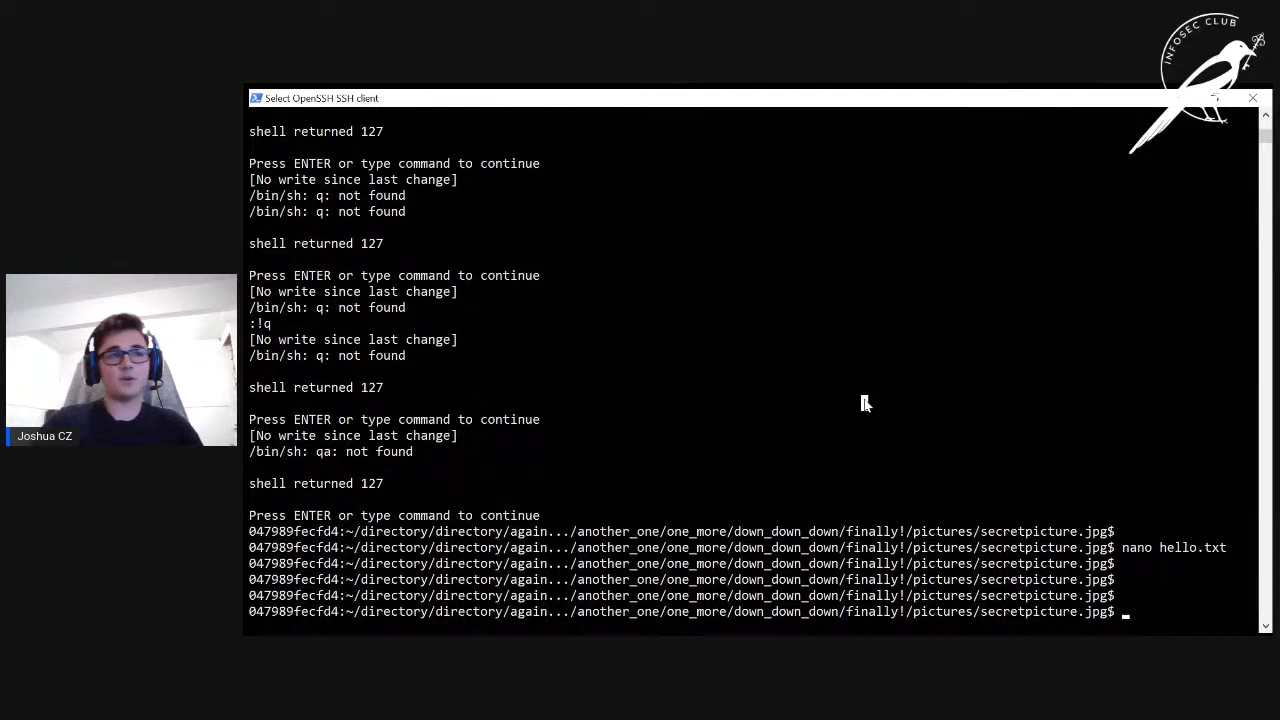 INFOSEC CLUB
Select OpenSSH SSH client
shell returned 127
Press ENTER or type command to continue
[No write since last change]
/bin/sh: q: not found
/bin/sh: q: not found
shell returned 127
Press ENTER or type command to continue
[No write since last change]
/bin/sh: q: not found
:!q
[No write since last change]
/bin/sh: q: not found
shell returned 127
Press ENTER or type command to continue
[No write since last change]
/bin/sh: qa: not found
shell returned 127
Press ENTER or type command to continue
047989fecfd4:~/directory/directory/again.../another_one/one_more/down_down_down/finally!/pictures/secretpicture.jpg$
047989fecfd4:~/directory/directory/again.../another_one/one_more/down_down_down/finally!/pictures/secretpicture.jpg$ nano hello.txt
047989fecfd4:~/directory/directory/again.../another_one/one_more/down_down_down/finally!/pictures/secretpicture.jpg$
047989fecfd4:~/directory/directory/again.../another_one/one_more/down_down_down/finally!/pictures/secretpicture.jpg$
047989fecfd4:~/directory/directory/again.../another_one/one_more/down_down_down/finally!/pictures/secretpicture.jpg$
047989fecfd4:~/directory/directory/again.../another_one/one_more/down_down_down/finally!/pictures/secretpicture.jpg$
Joshua CZ